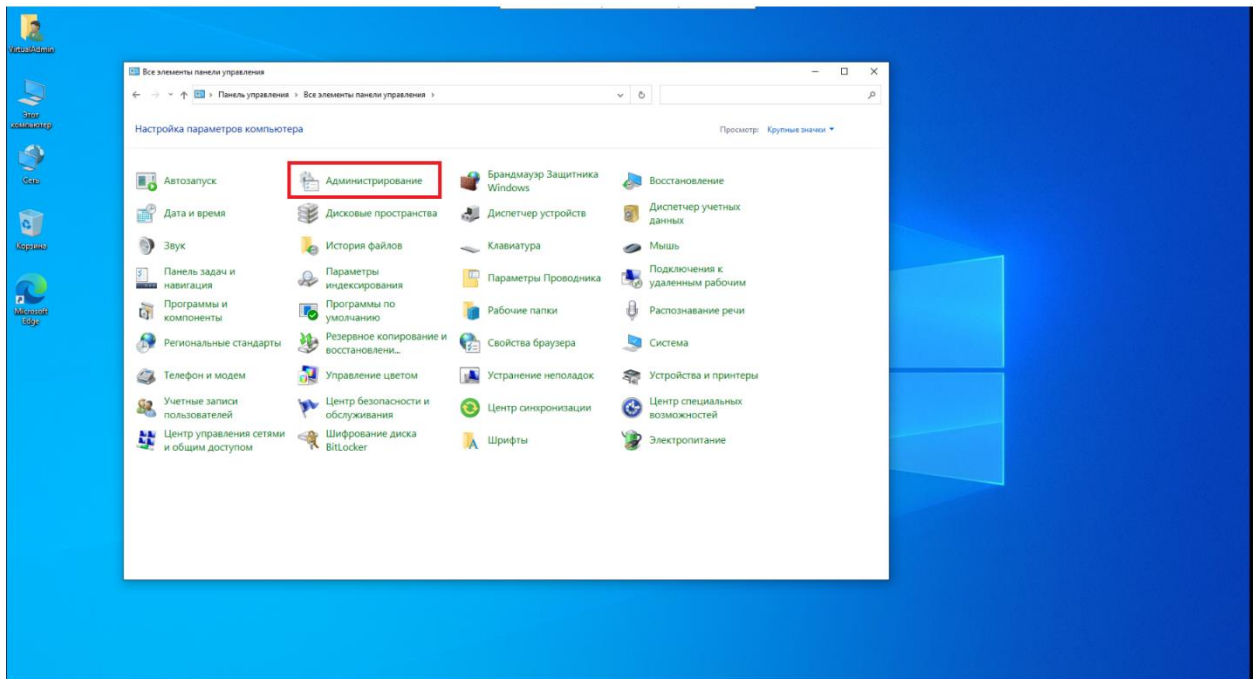 VirtualAdmin
Этот
компьютер
Сеть
Корзина
Microsoft
Edge
Все элементы панели управления
Панель управления > Все элементы панели управления >
Настройка параметров компьютера
Просмотр: Крупные значки
Автозапуск
Администрирование
Брандмауэр Защитника
Windows
Восстановление
Дата и время
Дисковые пространства
Диспетчер устройств
Диспетчер учетных
данных
Звук
История файлов
Клавиатура
Мышь
Панель задач и
навигация
Параметры
индексирования
Параметры Проводника
Подключения к
удаленным рабочим
Программы и
компоненты
Программы по
умолчанию
Рабочие папки
Распознавание речи
Региональные стандарты
Резервное копирование и
восстановлени...
Свойства браузера
Система
Телефон и модем
Управление цветом
Устранение неполадок
Устройства и принтеры
Учетные записи
пользователей
Центр безопасности и
обслуживания
Центр синхронизации
Центр специальных
возможностей
Центр управления сетями
и общим доступом
Шифрование диска
BitLocker
Шрифты
Электропитание